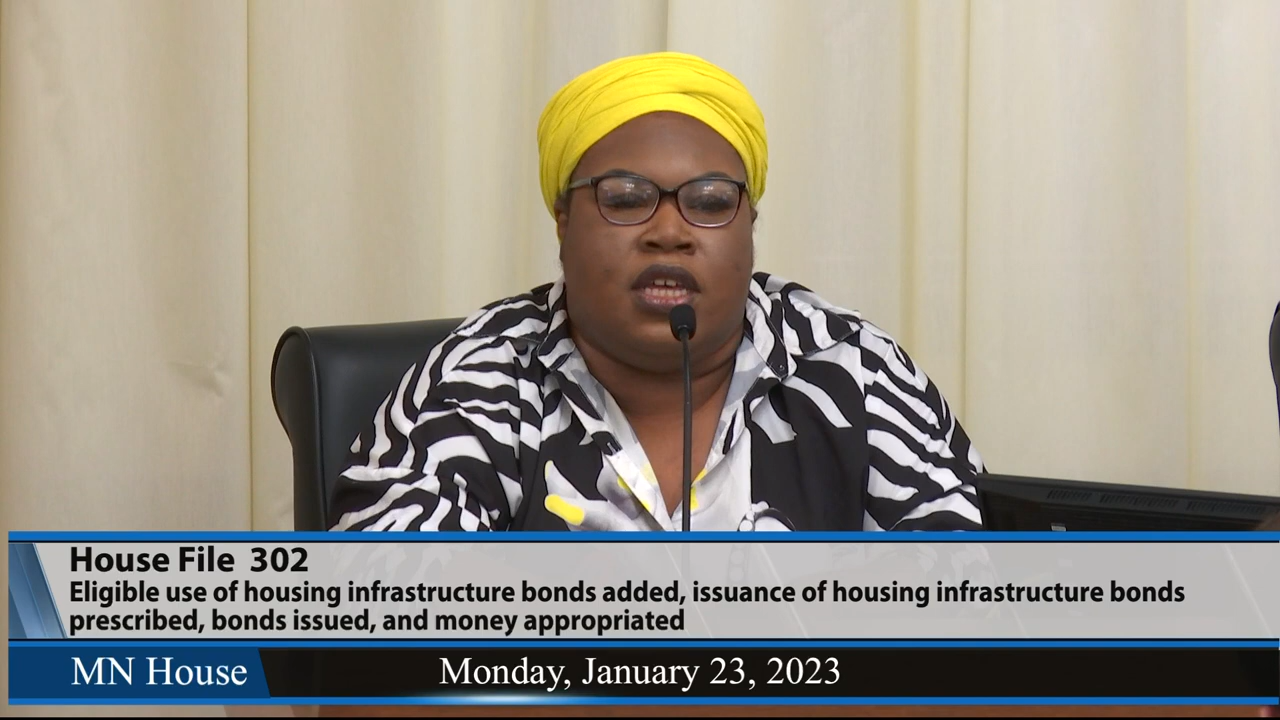 House File 302
Eligible use of housing infrastructure bonds added, issuance of housing infrastructure bonds
prescribed, bonds issued, and money appropriated
MN House
Monday, January 23, 2023